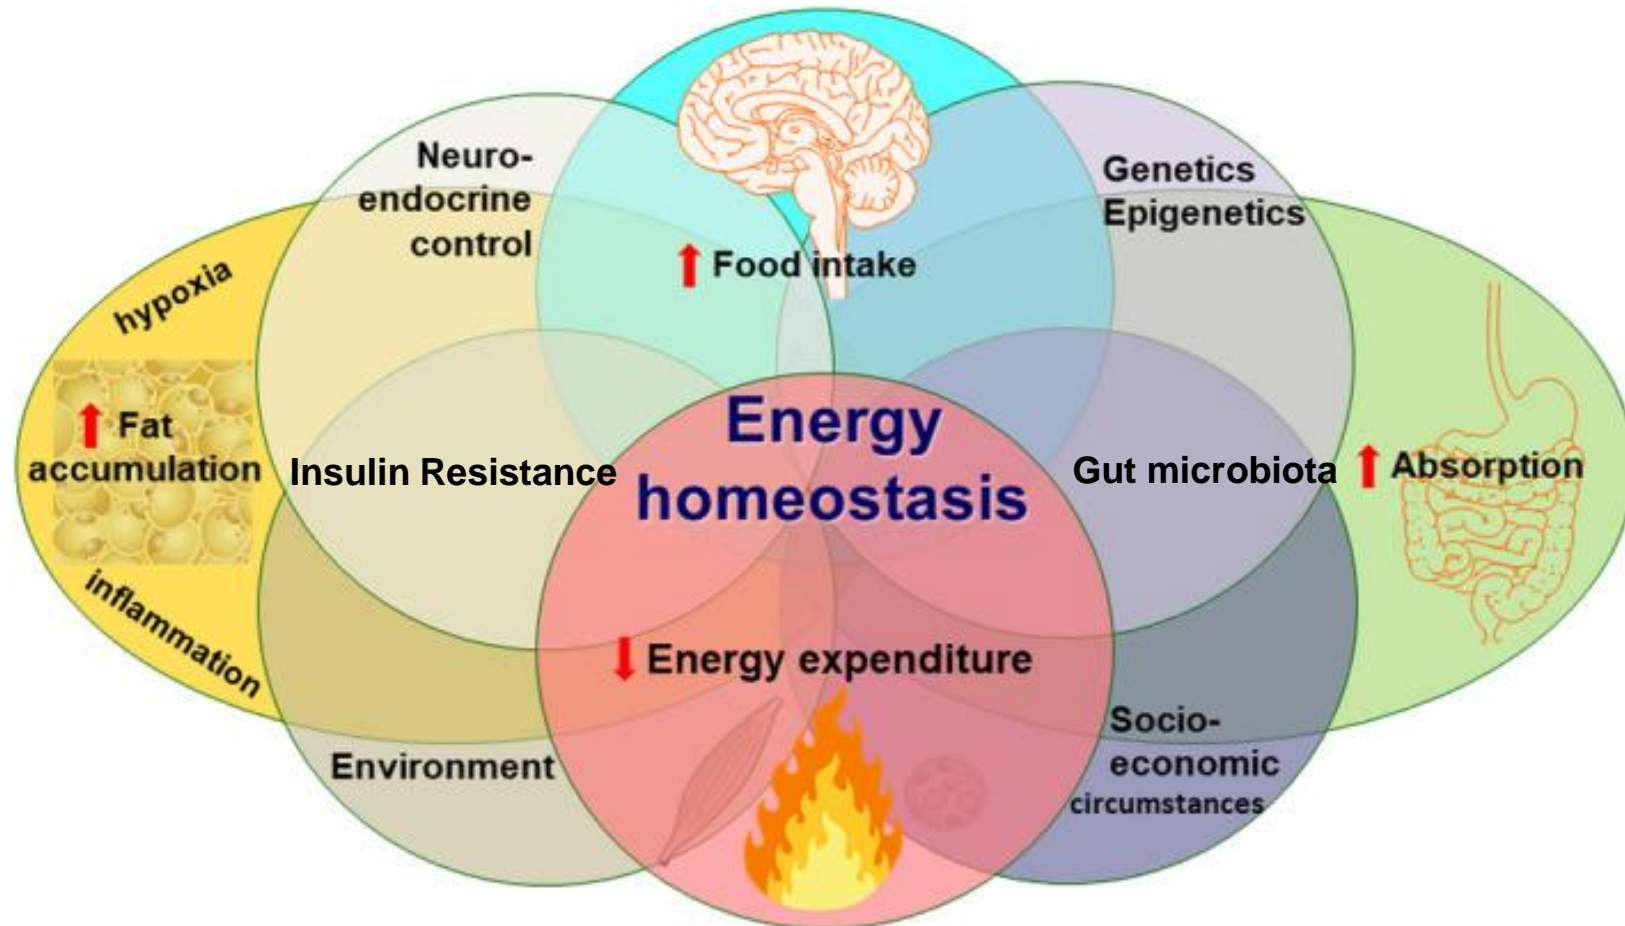 Neuro-
endocrine
control
Genetics
Epigenetics
Food intake
hypoxia
Fat
accumulation
Insulin Resistance
Energy
homeostasis
Gut microbiota
Absorption
inflammation
Energy expenditure
Environment
Socio-
economic
circumstances